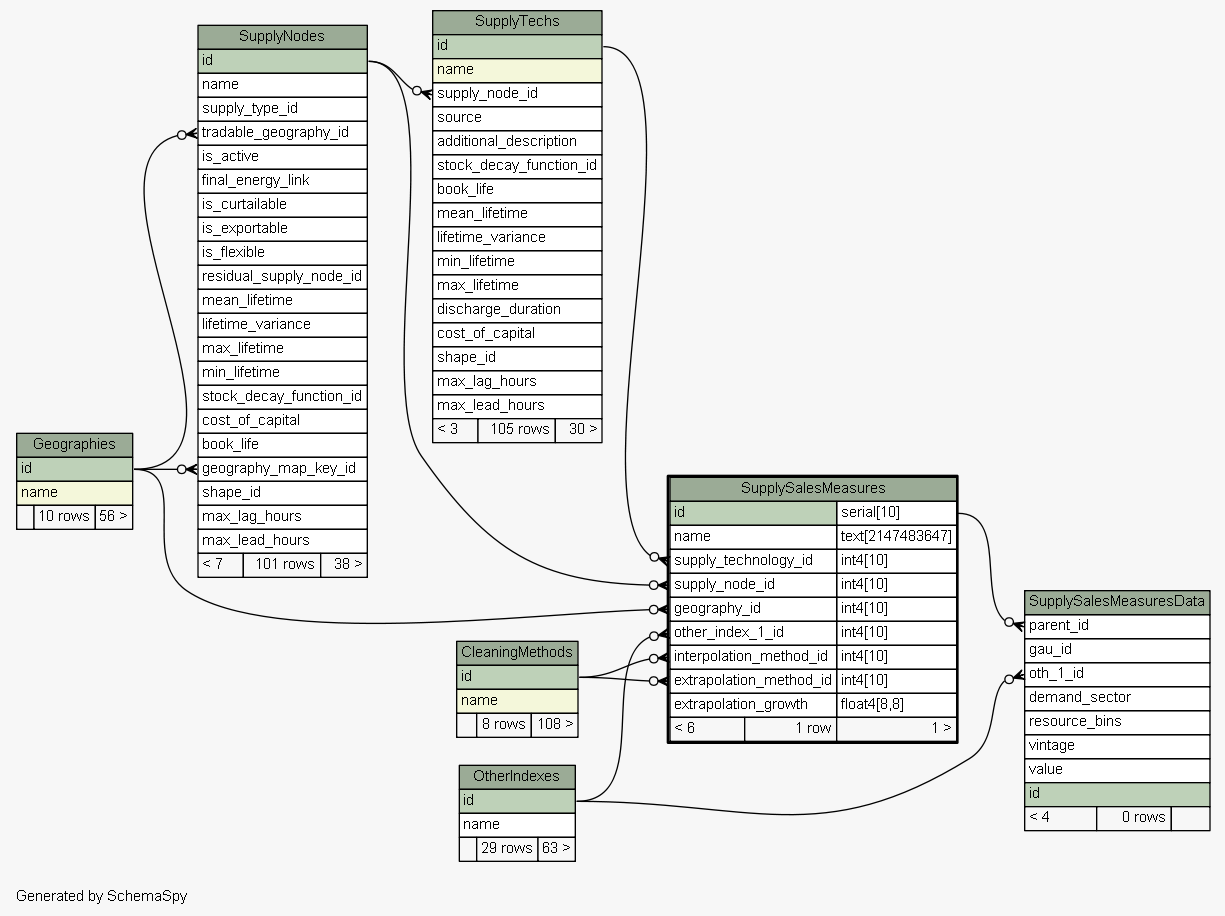 SupplyNodes
id
name
supply_type_id
tradable_geography_id
is_active
final_energy_link
is_curtailable
is_exportable
is_flexible
residual_supply_node_id
mean_lifetime
lifetime_variance
max_lifetime
min_lifetime
stock_decay_function_id
cost_of_capital
book_life
geography_map_key_id
shape_id
max_lag_hours
max_lead_hours
< 7 101 rows 38 >
SupplyTechs
id
name
supply_node_id
source
additional_description
stock_decay_function_id
book_life
mean_lifetime
lifetime_variance
min_lifetime
max_lifetime
discharge_duration
cost_of_capital
shape_id
max_lag_hours
max_lead_hours
< 3 105 rows 30 >
Geographies
id
name
10 rows 56 >
SupplySalesMeasures
id serial[10]
name text[2147483647]
supply_technology_id int4[10]
supply_node_id int4[10]
geography_id int4[10]
other_index_1_id int4[10]
interpolation_method_id int4[10]
extrapolation_method_id int4[10]
extrapolation_growth float4[8,8]
< 6 1 row 1 >
SupplySalesMeasuresData
parent_id
gau_id
oth_1_id
demand_sector
resource_bins
vintage
value
id
< 4 0 rows
CleaningMethods
id
name
8 rows 108 >
OtherIndexes
id
name
29 rows 63 >
Generated by SchemaSpy